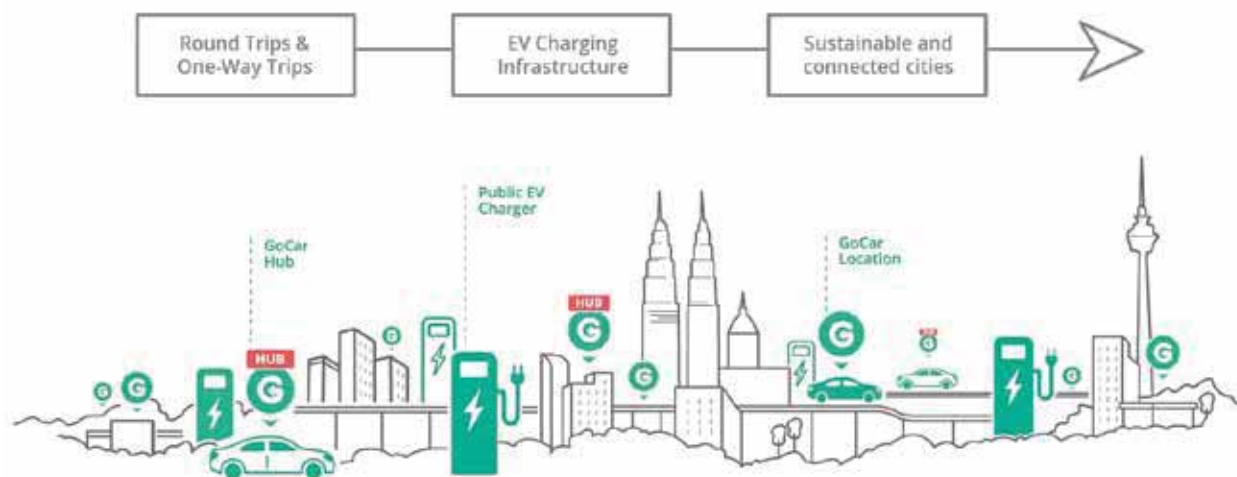 Round Trips &
One-Way Trips
EV Charging
Infrastructure
Sustainable and
connected cities
Public EV
Charger
GoCar
Hub
GoCar
Location
HUB
HUB
G
G
G
G
G
G
G
G
G